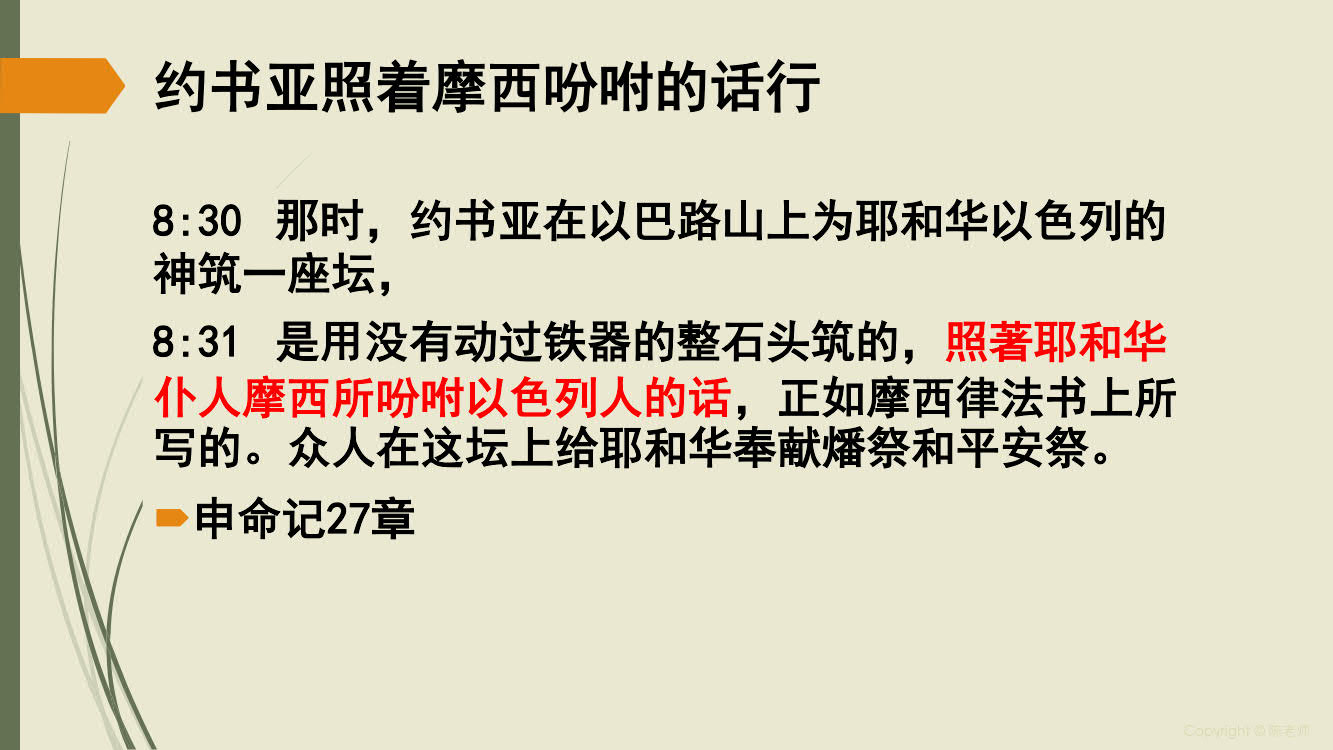 约书亚照着摩西吩咐的话行
8:30 那时，约书亚在以巴路山上为耶和华以色列的
神筑一座坛，
8:31 是用没有动过铁器的整石头筑的，照著耶和华
仆人摩西所吩咐以色列人的话，正如摩西律法书上所
写的。众人在这坛上给耶和华奉献燔祭和平安祭。
申命记27章
Copyright @ 陈老师